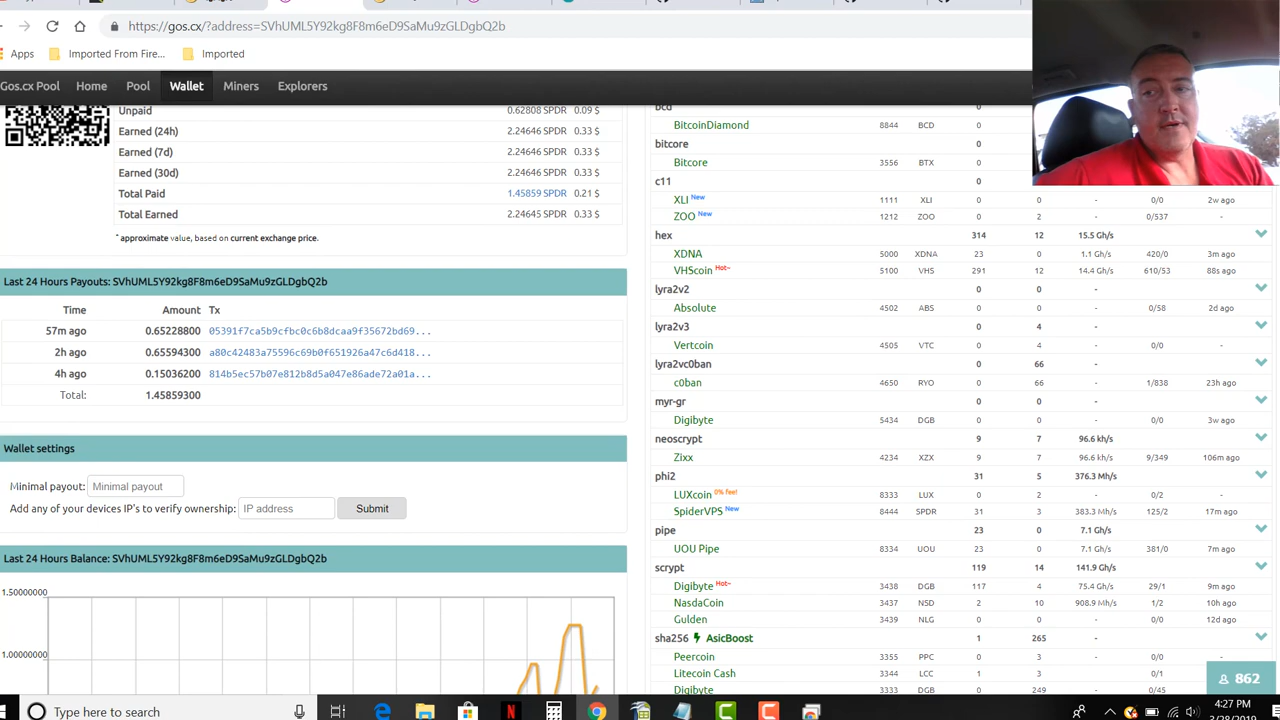 https://gos.cx/?address=SVhUML5Y92kg8F8m6eD9SaMu9zGLDgbQ2b
Apps Imported From Fire... Imported
Gos.cx Pool Home Pool Wallet Miners Explorers
Unpaid 0.62808 SPDR 0.09 $
Earned (24h) 2.24646 SPDR 0.33 $
Earned (7d) 2.24646 SPDR 0.33 $
Earned (30d) 2.24646 SPDR 0.33 $
Total Paid 1.45859 SPDR 0.21 $
Total Earned 2.24645 SPDR 0.33 $
* approximate value, based on current exchange price.
Last 24 Hours Payouts: SVhUML5Y92kg8F8m6eD9SaMu9zGLDgbQ2b
Time Amount Tx
57m ago 0.65228800 05391f7ca5b9cfbc0c6b8dcaa9f35672bd69...
2h ago 0.65594300 a80c42483a75596c69b0f651926a47c6d418...
4h ago 0.15036200 814b5ec57b07e812b8d5a047e86ade72a01a...
Total: 1.45859300
Wallet settings
Minimal payout: Minimal payout
Add any of your devices IP's to verify ownership: IP address Submit
Last 24 Hours Balance: SVhUML5Y92kg8F8m6eD9SaMu9zGLDgbQ2b
1.50000000
1.00000000
bcd 0
BitcoinDiamond 8844 BCD 0
bitcore 0
Bitcore 3556 BTX 0
c11 0
XLI New 1111 XLI 0 0 - 0/0 2w ago
ZOO New 1212 ZOO 0 2 - 0/537 -
hex 314 12 15.5 Gh/s
XDNA 5000 XDNA 23 0 1.1 Gh/s 420/0 3m ago
VHScoin Hot~ 5100 VHS 291 12 14.4 Gh/s 610/53 88s ago
lyra2v2 0 0 -
Absolute 4502 ABS 0 0 - 0/58 2d ago
lyra2v3 0 4 -
Vertcoin 4505 VTC 0 4 - 0/0 -
lyra2vc0ban 0 66 -
c0ban 4650 RYO 0 66 - 1/838 23h ago
myr-gr 0 0 -
Digibyte 5434 DGB 0 0 - 0/0 3w ago
neoscrypt 9 7 96.6 kh/s
Zixx 4234 XZX 9 7 96.6 kh/s 9/349 106m ago
phi2 31 5 376.3 Mh/s
LUXcoin 0% fee! 8333 LUX 0 2 - 0/2 -
SpiderVPS New 8444 SPDR 31 3 383.3 Mh/s 125/2 17m ago
pipe 23 0 7.1 Gh/s
UOU Pipe 8334 UOU 23 0 7.1 Gh/s 381/0 7m ago
scrypt 119 14 141.9 Gh/s
Digibyte Hot~ 3438 DGB 117 4 75.4 Gh/s 29/1 9m ago
NasdaCoin 3437 NSD 2 10 908.9 Mh/s 1/2 10h ago
Gulden 3439 NLG 0 0 - 0/0 12d ago
sha256 AsicBoost 1 265 -
Peercoin 3355 PPC 0 3 - 0/0 -
Litecoin Cash 3344 LCC 1 3 0/1 -
Digibyte 3333 DGB 0 249 - 0/45
862
Type here to search
4:27 PM